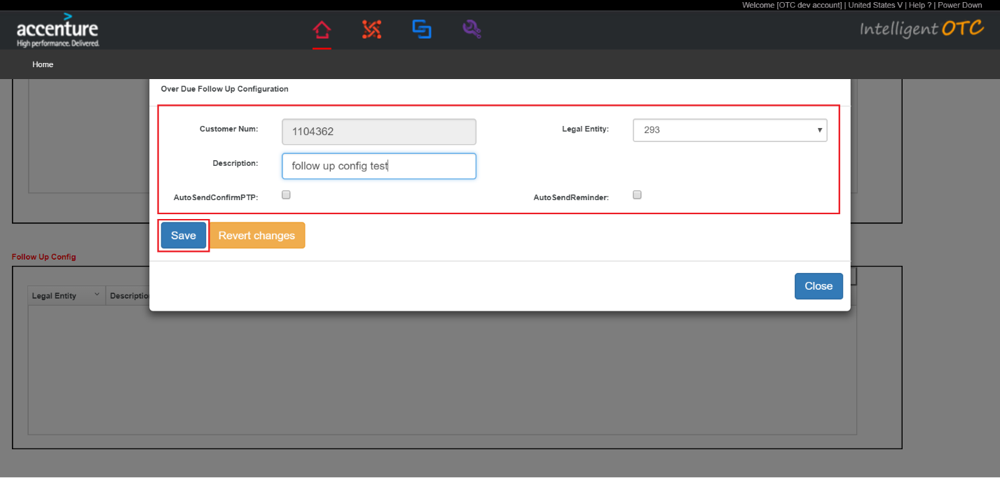 Welcome [OTC dev account] | United States V | Help ? | Power Down
accenture
High performance. Delivered.
Intelligent OTC
Home
Over Due Follow Up Configuration
Customer Num: 1104362 Legal Entity: 293
Description: follow up config test
AutoSendConfirmPTP: AutoSendReminder:
Save Revert changes
Follow Up Config
Close
Legal Entity Descriptio